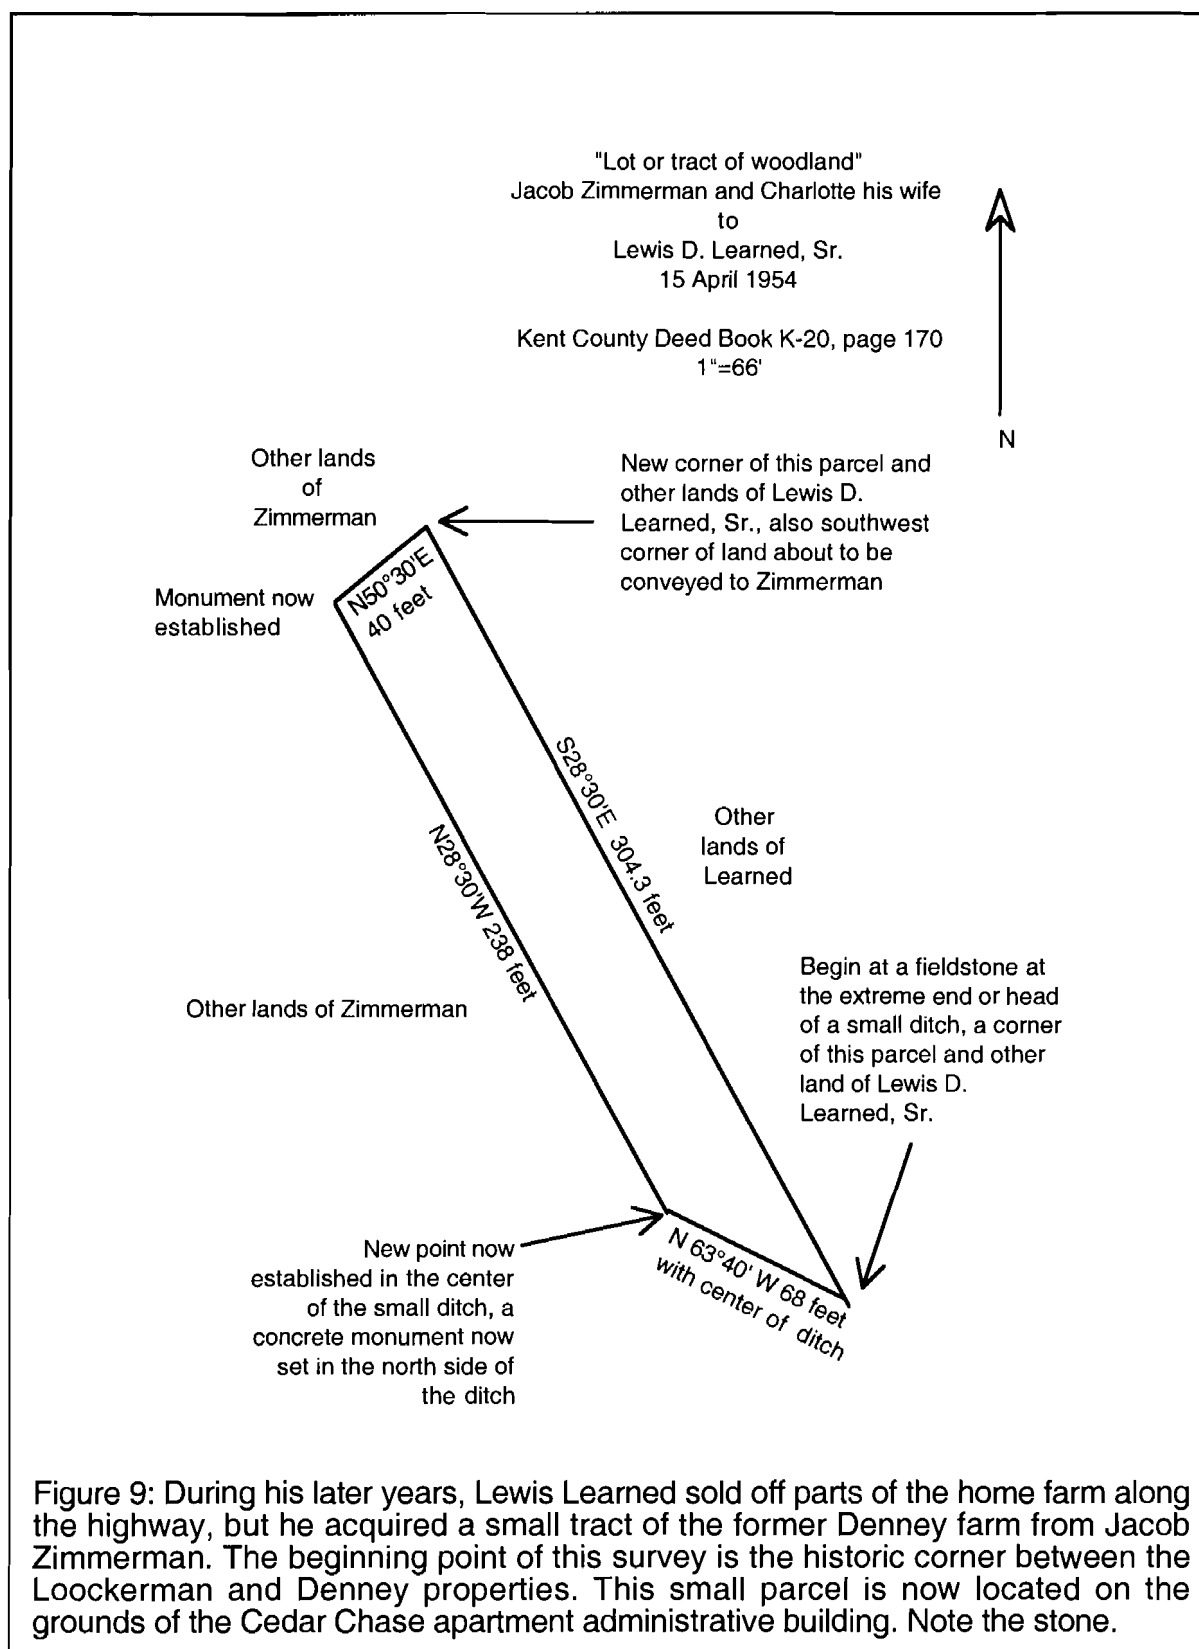 "Lot or tract of woodland"
Jacob Zimmerman and Charlotte his wife
to
Lewis D. Learned, Sr.
15 April 1954
Kent County Deed Book K-20, page 170
1"=66'
N
Other lands
of
Zimmerman
New corner of this parcel and
other lands of Lewis D.
Learned, Sr., also southwest
corner of land about to be
conveyed to Zimmerman
Monument now
established
N50°30'E
40 feet
S28°30'E 304.3 feet
Other
lands of
Learned
N28°30'W 238 feet
Other lands of Zimmerman
Begin at a fieldstone at
the extreme end or head
of a small ditch, a corner
of this parcel and other
land of Lewis D.
Learned, Sr.
New point now
established in the center
of the small ditch, a
concrete monument now
set in the north side of
the ditch
N 63°40' W 68 feet
with center of ditch
Figure 9: During his later years, Lewis Learned sold off parts of the home farm along
the highway, but he acquired a small tract of the former Denney farm from Jacob
Zimmerman. The beginning point of this survey is the historic corner between the
Loockerman and Denney properties. This small parcel is now located on the
grounds of the Cedar Chase apartment administrative building. Note the stone.